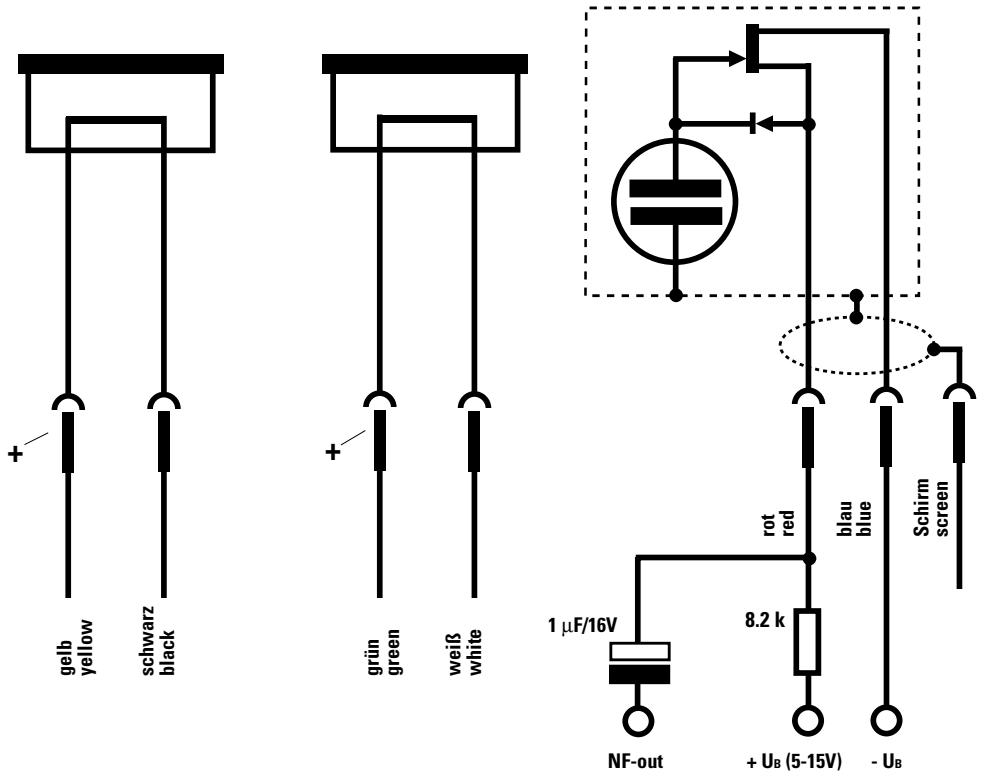 +
+
gelb
yellow
schwarz
black
grün
green
weiß
white
rot
red
blau
blue
Schirm
screen
1 µF/16V
8.2 k
NF-out
+ UB (5-15V)
- UB